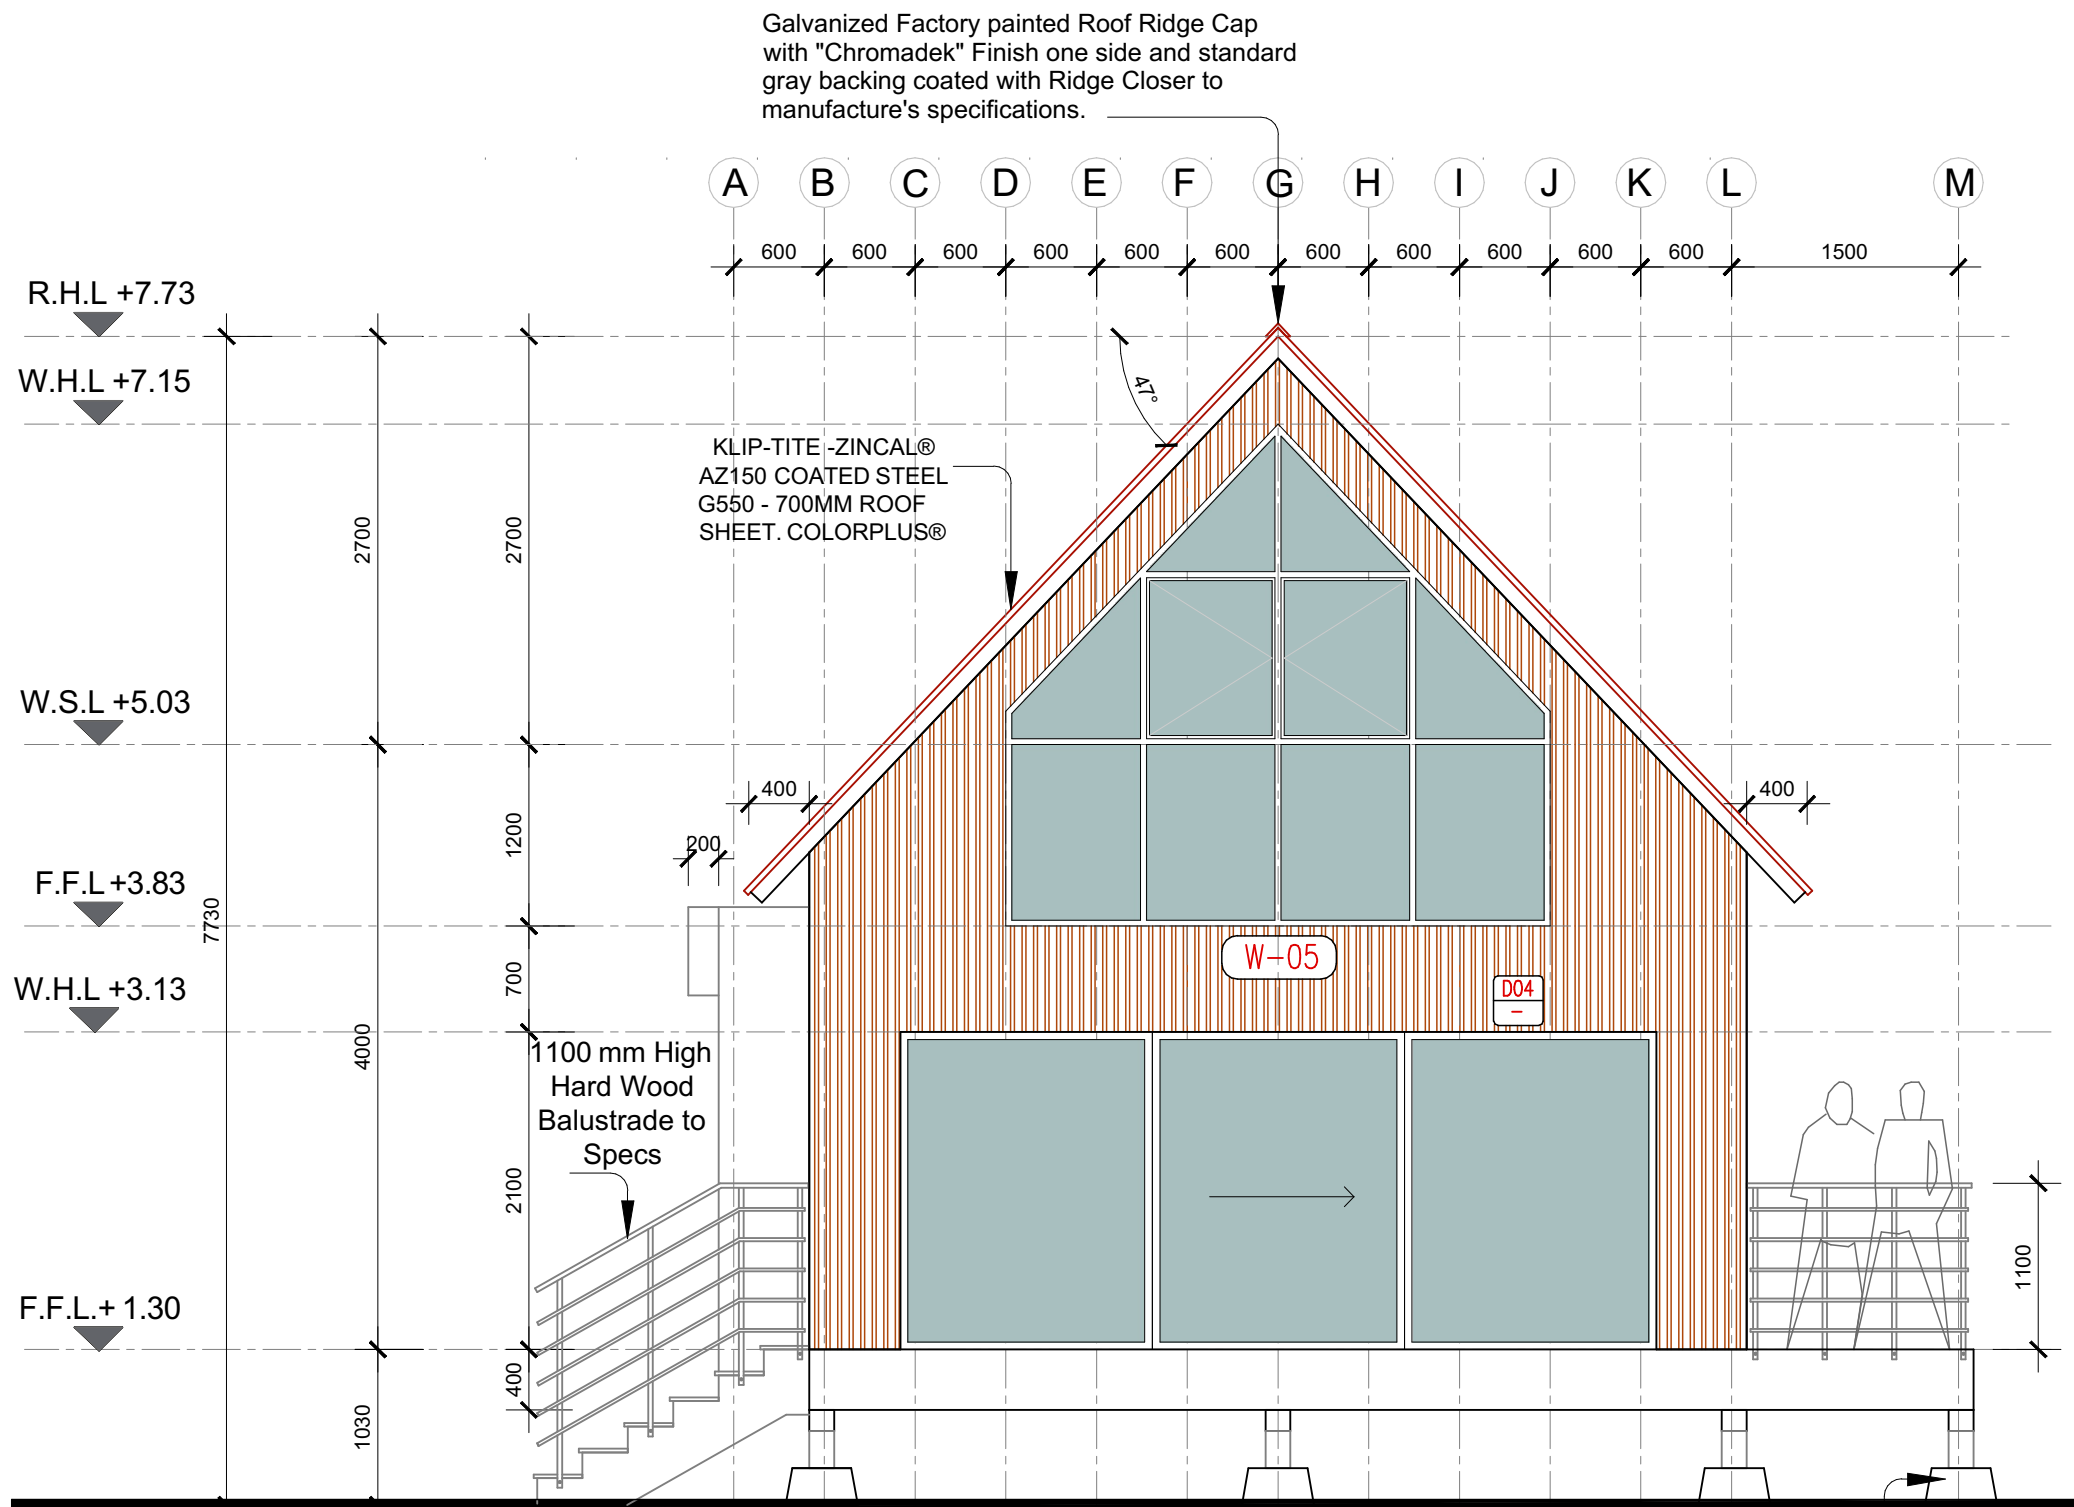 Galvanized Factory painted Roof Ridge Cap
with "Chromadek" Finish one side and standard
gray backing coated with Ridge Closer to
manufacture's specifications.
A B C D E F G H I J K L M
600 600 600 600 600 600 600 600 600 600 600 1500
R.H.L +7.73
W.H.L +7.15
47°
KLIP-TITE -ZINCAL®
AZ150 COATED STEEL
G550 - 700MM ROOF
SHEET. COLORPLUS®
2700
2700
W.S.L +5.03
400
400
1200
200
F.F.L +3.83
7730
W-05
700
D04
-
W.H.L +3.13
4000
1100 mm High
Hard Wood
Balustrade to
Specs
2100
1100
F.F.L.+ 1.30
400
1030